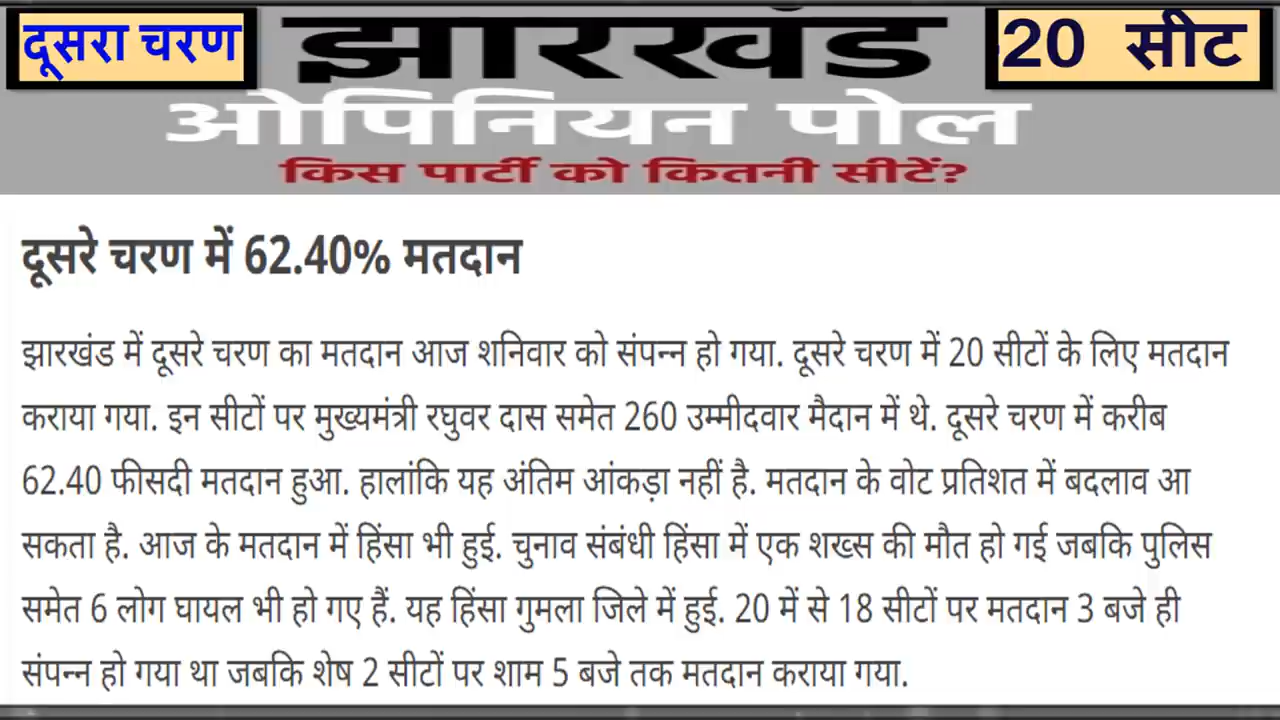 दूसरा चरण
झारखंड
20 सीट
ओपिनियन पोल
किस पार्टी को कितनी सीटें?
दूसरे चरण में 62.40% मतदान
झारखंड में दूसरे चरण का मतदान आज शनिवार को संपन्न हो गया. दूसरे चरण में 20 सीटों के लिए मतदान
कराया गया. इन सीटों पर मुख्यमंत्री रघुवर दास समेत 260 उम्मीदवार मैदान में थे. दूसरे चरण में करीब
62.40 फीसदी मतदान हुआ. हालांकि यह अंतिम आंकड़ा नहीं है. मतदान के वोट प्रतिशत में बदलाव आ
सकता है. आज के मतदान में हिंसा भी हुई. चुनाव संबंधी हिंसा में एक शख्स की मौत हो गई जबकि पुलिस
समेत 6 लोग घायल भी हो गए हैं. यह हिंसा गुमला जिले में हुई. 20 में से 18 सीटों पर मतदान 3 बजे ही
संपन्न हो गया था जबकि शेष 2 सीटों पर शाम 5 बजे तक मतदान कराया गया.